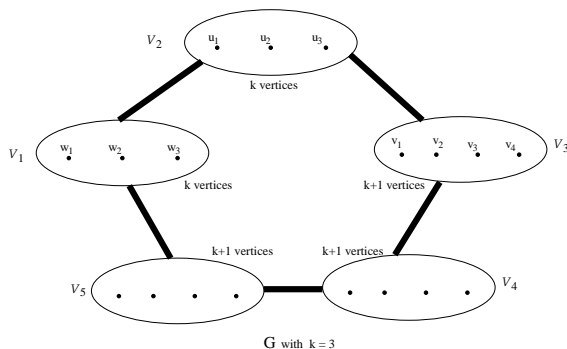 V2
u1 u2 u3
k vertices
V1
w1 w2 w3
k vertices
v1 v2 v3 v4
V3
k+1 vertices
k+1 vertices
k+1 vertices
V5
V4
G with k = 3